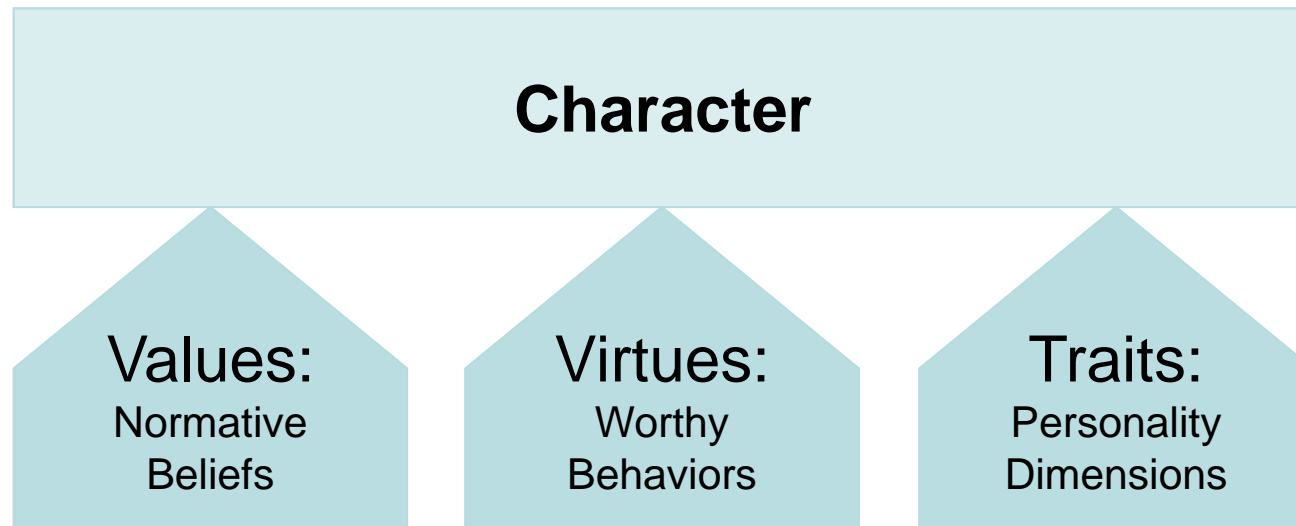 Character
Values:
Normative
Beliefs
Virtues:
Worthy
Behaviors
Traits:
Personality
Dimensions